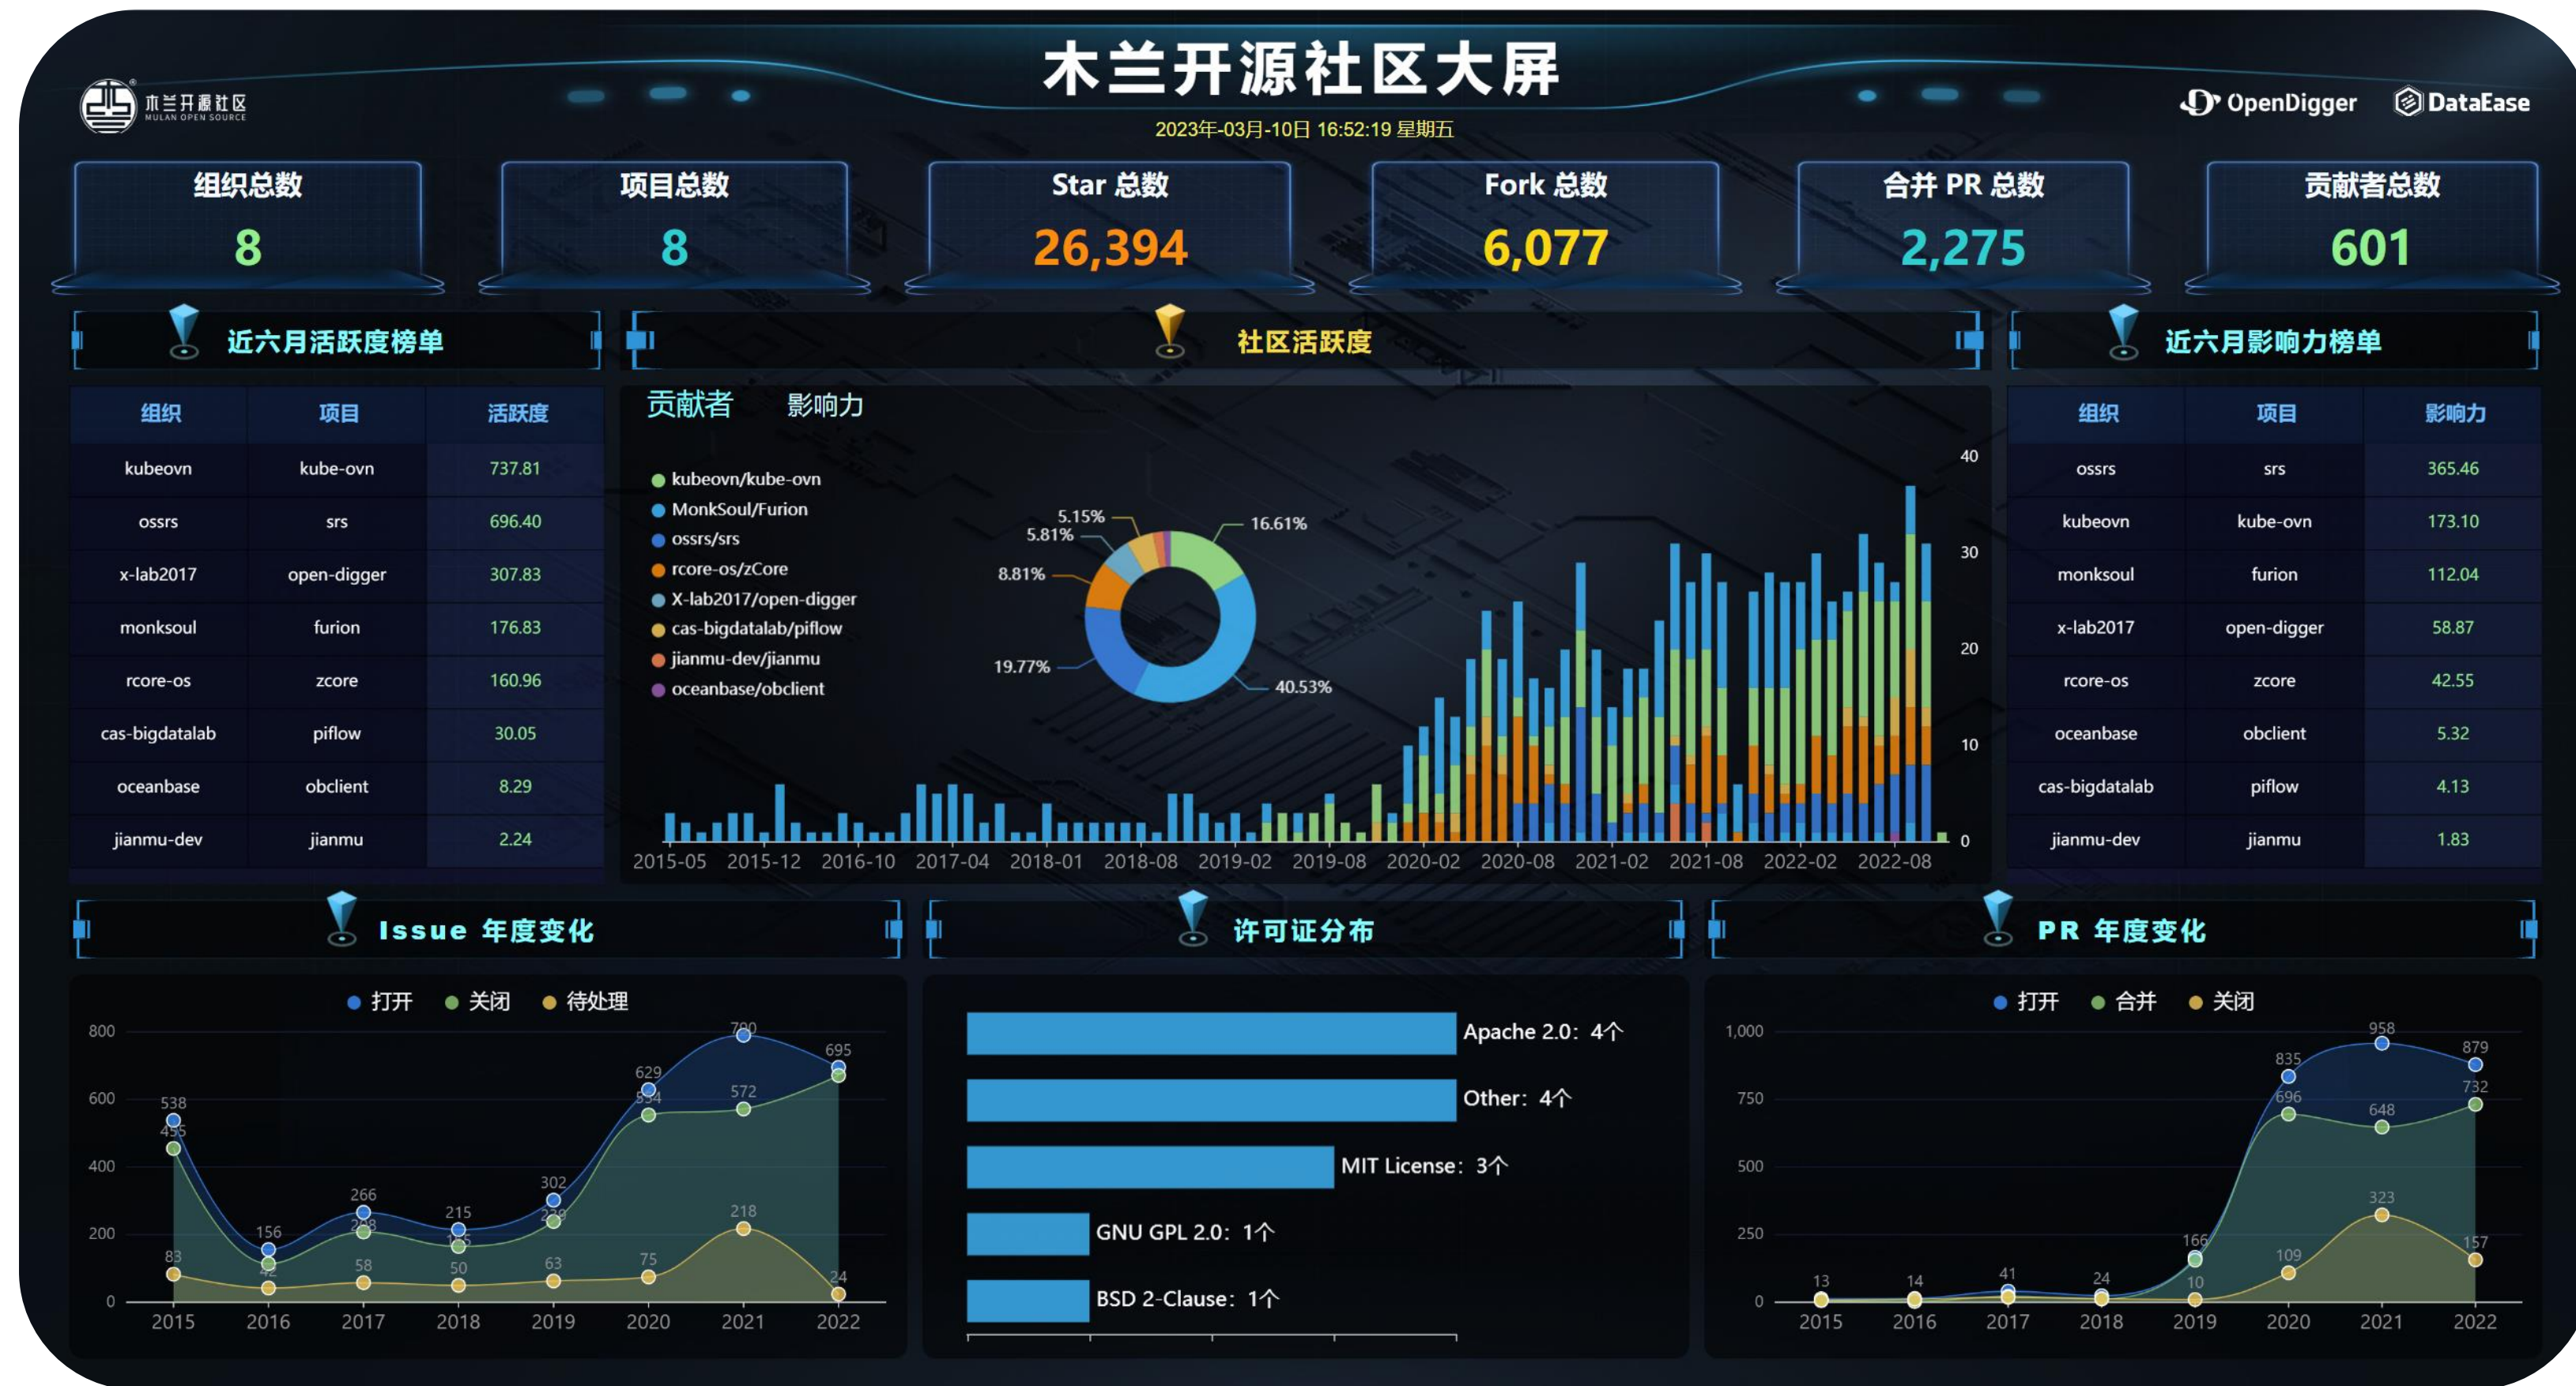 木兰开源社区大屏
木兰开源社区
MULAN OPEN SOURCE
OpenDigger DataEase
2023年-03月-10日 16:52:19 星期五
组织总数 项目总数 Star 总数 Fork 总数 合并 PR 总数 贡献者总数
8 8 26,394 6,077 2,275 601
近六月活跃度榜单
组织 项目 活跃度
kubeovn kube-ovn 737.81
ossrs srs 696.40
x-lab2017 open-digger 307.83
monksoul furion 176.83
rcore-os zcore 160.96
cas-bigdatalab piflow 30.05
oceanbase obclient 8.29
jianmu-dev jianmu 2.24
社区活跃度
贡献者 影响力
kubeovn/kube-ovn
MonkSoul/Furion
ossrs/srs
rcore-os/zCore
X-lab2017/open-digger
cas-bigdatalab/piflow
jianmu-dev/jianmu
oceanbase/obclient
5.15%
5.81%
8.81%
19.77%
16.61%
40.53%
40
30
20
10
0
2015-05 2015-12 2016-10 2017-04 2018-01 2018-08 2019-02 2019-08 2020-02 2020-08 2021-02 2021-08 2022-02 2022-08
近六月影响力榜单
组织 项目 影响力
ossrs srs 365.46
kubeovn kube-ovn 173.10
monksoul furion 112.04
x-lab2017 open-digger 58.87
rcore-os zcore 42.55
oceanbase obclient 5.32
cas-bigdatalab piflow 4.13
jianmu-dev jianmu 1.83
Issue 年度变化
打开 关闭 待处理
800
600
400
200
0
538 156 266 215 302 629 790 695
455 572
83 42 58 50 63 75 218 24
2015 2016 2017 2018 2019 2020 2021 2022
许可证分布
Apache 2.0：4个
Other：4个
MIT License：3个
GNU GPL 2.0：1个
BSD 2-Clause：1个
PR 年度变化
打开 合并 关闭
1,000
750
500
250
0
13 14 41 24 166 835 958 879
696 648 732
10 109 323 157
2015 2016 2017 2018 2019 2020 2021 2022